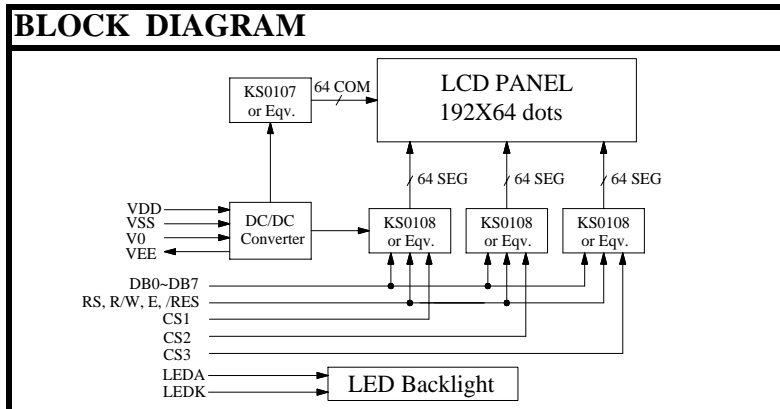 BLOCK DIAGRAM
KS0107
or Eqv.
64 COM
LCD PANEL
192X64 dots
64 SEG
64 SEG
64 SEG
VDD
VSS
V0
VEE
DC/DC
Converter
KS0108
or Eqv.
KS0108
or Eqv.
KS0108
or Eqv.
DB0~DB7
RS, R/W, E, /RES
CS1
CS2
CS3
LEDA
LEDK
LED Backlight